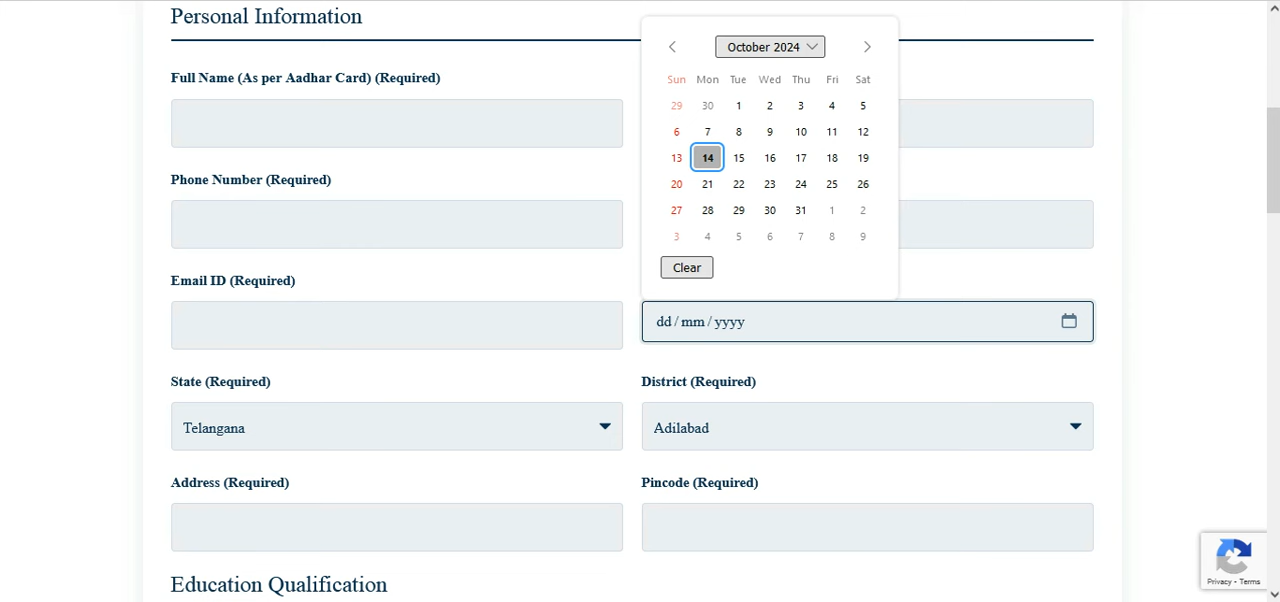 Personal Information
October 2024
Sun Mon Tue Wed Thu Fri Sat
29 30 1 2 3 4 5
6 7 8 9 10 11 12
13 14 15 16 17 18 19
20 21 22 23 24 25 26
27 28 29 30 31 1 2
3 4 5 6 7 8 9
Clear
Full Name (As per Aadhar Card) (Required)
Phone Number (Required)
Email ID (Required)
dd/mm/yyyy
State (Required)
District (Required)
Telangana
Adilabad
Address (Required)
Pincode (Required)
Education Qualification
Privacy - Terms